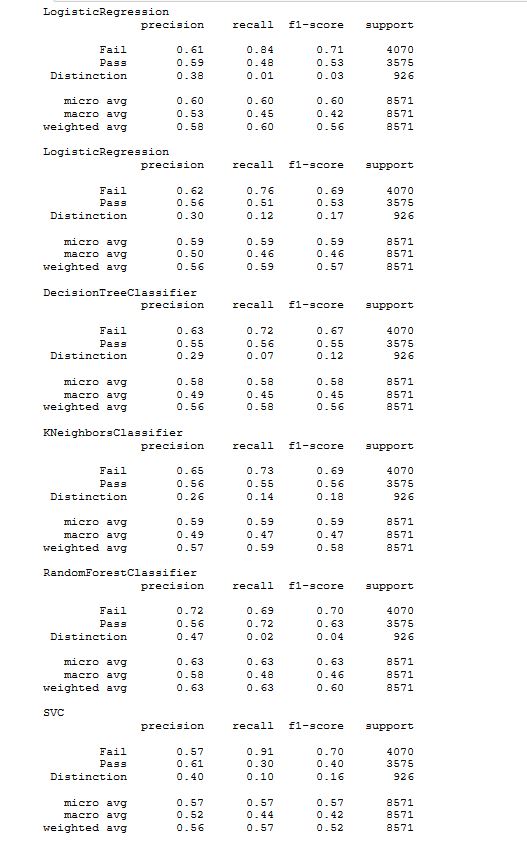 LogisticRegression
precision recall f1-score support
Fail 0.61 0.84 0.71 4070
Pass 0.59 0.48 0.53 3575
Distinction 0.38 0.01 0.03 926
micro avg 0.60 0.60 0.60 8571
macro avg 0.53 0.45 0.42 8571
weighted avg 0.58 0.60 0.56 8571
LogisticRegression
precision recall f1-score support
Fail 0.62 0.76 0.69 4070
Pass 0.56 0.51 0.53 3575
Distinction 0.30 0.12 0.17 926
micro avg 0.59 0.59 0.59 8571
macro avg 0.50 0.46 0.46 8571
weighted avg 0.56 0.59 0.57 8571
DecisionTreeClassifier
precision recall f1-score support
Fail 0.63 0.72 0.67 4070
Pass 0.55 0.56 0.55 3575
Distinction 0.29 0.07 0.12 926
micro avg 0.58 0.58 0.58 8571
macro avg 0.49 0.45 0.45 8571
weighted avg 0.56 0.58 0.56 8571
KNeighborsClassifier
precision recall f1-score support
Fail 0.65 0.73 0.69 4070
Pass 0.56 0.55 0.56 3575
Distinction 0.26 0.14 0.18 926
micro avg 0.59 0.59 0.59 8571
macro avg 0.49 0.47 0.47 8571
weighted avg 0.57 0.59 0.58 8571
RandomForestClassifier
precision recall f1-score support
Fail 0.72 0.69 0.70 4070
Pass 0.56 0.72 0.63 3575
Distinction 0.47 0.02 0.04 926
micro avg 0.63 0.63 0.63 8571
macro avg 0.58 0.48 0.46 8571
weighted avg 0.63 0.63 0.60 8571
SVC
precision recall f1-score support
Fail 0.57 0.91 0.70 4070
Pass 0.61 0.30 0.40 3575
Distinction 0.40 0.10 0.16 926
micro avg 0.57 0.57 0.57 8571
macro avg 0.52 0.44 0.42 8571
weighted avg 0.56 0.57 0.52 8571